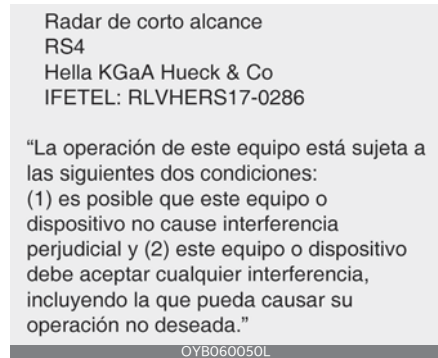 Radar de corto alcance
RS4
Hella KGaA Hueck & Co
IFETEL: RLVHERS17-0286
“La operación de este equipo está sujeta a
las siguientes dos condiciones:
(1) es posible que este equipo o
dispositivo no cause interferencia
perjudicial y (2) este equipo o dispositivo
debe aceptar cualquier interferencia,
incluyendo la que pueda causar su
operación no deseada.”
OYB060050L